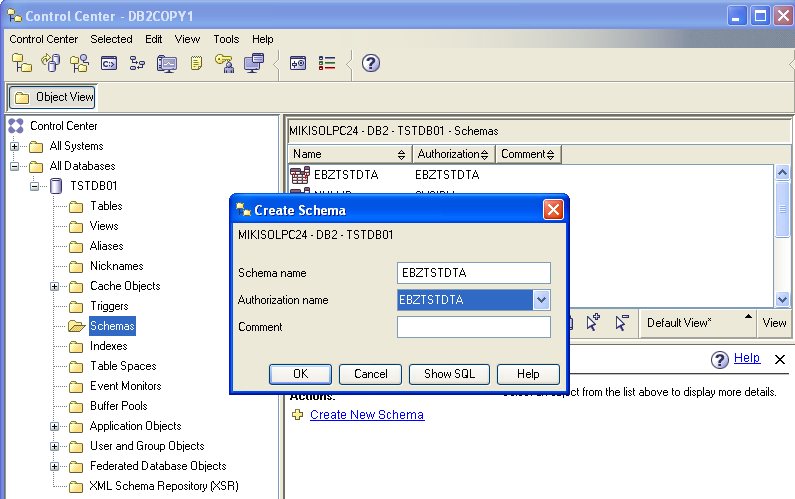 Control Center - DB2COPY1
Control Center Selected Edit View Tools Help
Object View
Control Center
All Systems
All Databases
TSTDB01
Tables
Views
Aliases
Nicknames
Cache Objects
Triggers
Schemas
Indexes
Table Spaces
Event Monitors
Buffer Pools
Application Objects
User and Group Objects
Federated Database Objects
XML Schema Repository (XSR)
MIKISOLPC24 - DB2 - TSTDB01 - Schemas
Name Authorization Comment
EBZTSTDTA EBZTSTDTA
Create Schema
MIKISOLPC24 - DB2 - TSTDB01
Schema name EBZTSTDTA
Authorization name EBZTSTDTA
Comment
OK Cancel Show SQL Help
Default View* View
Help
an object from the list above to display more details.
Actions:
Create New Schema